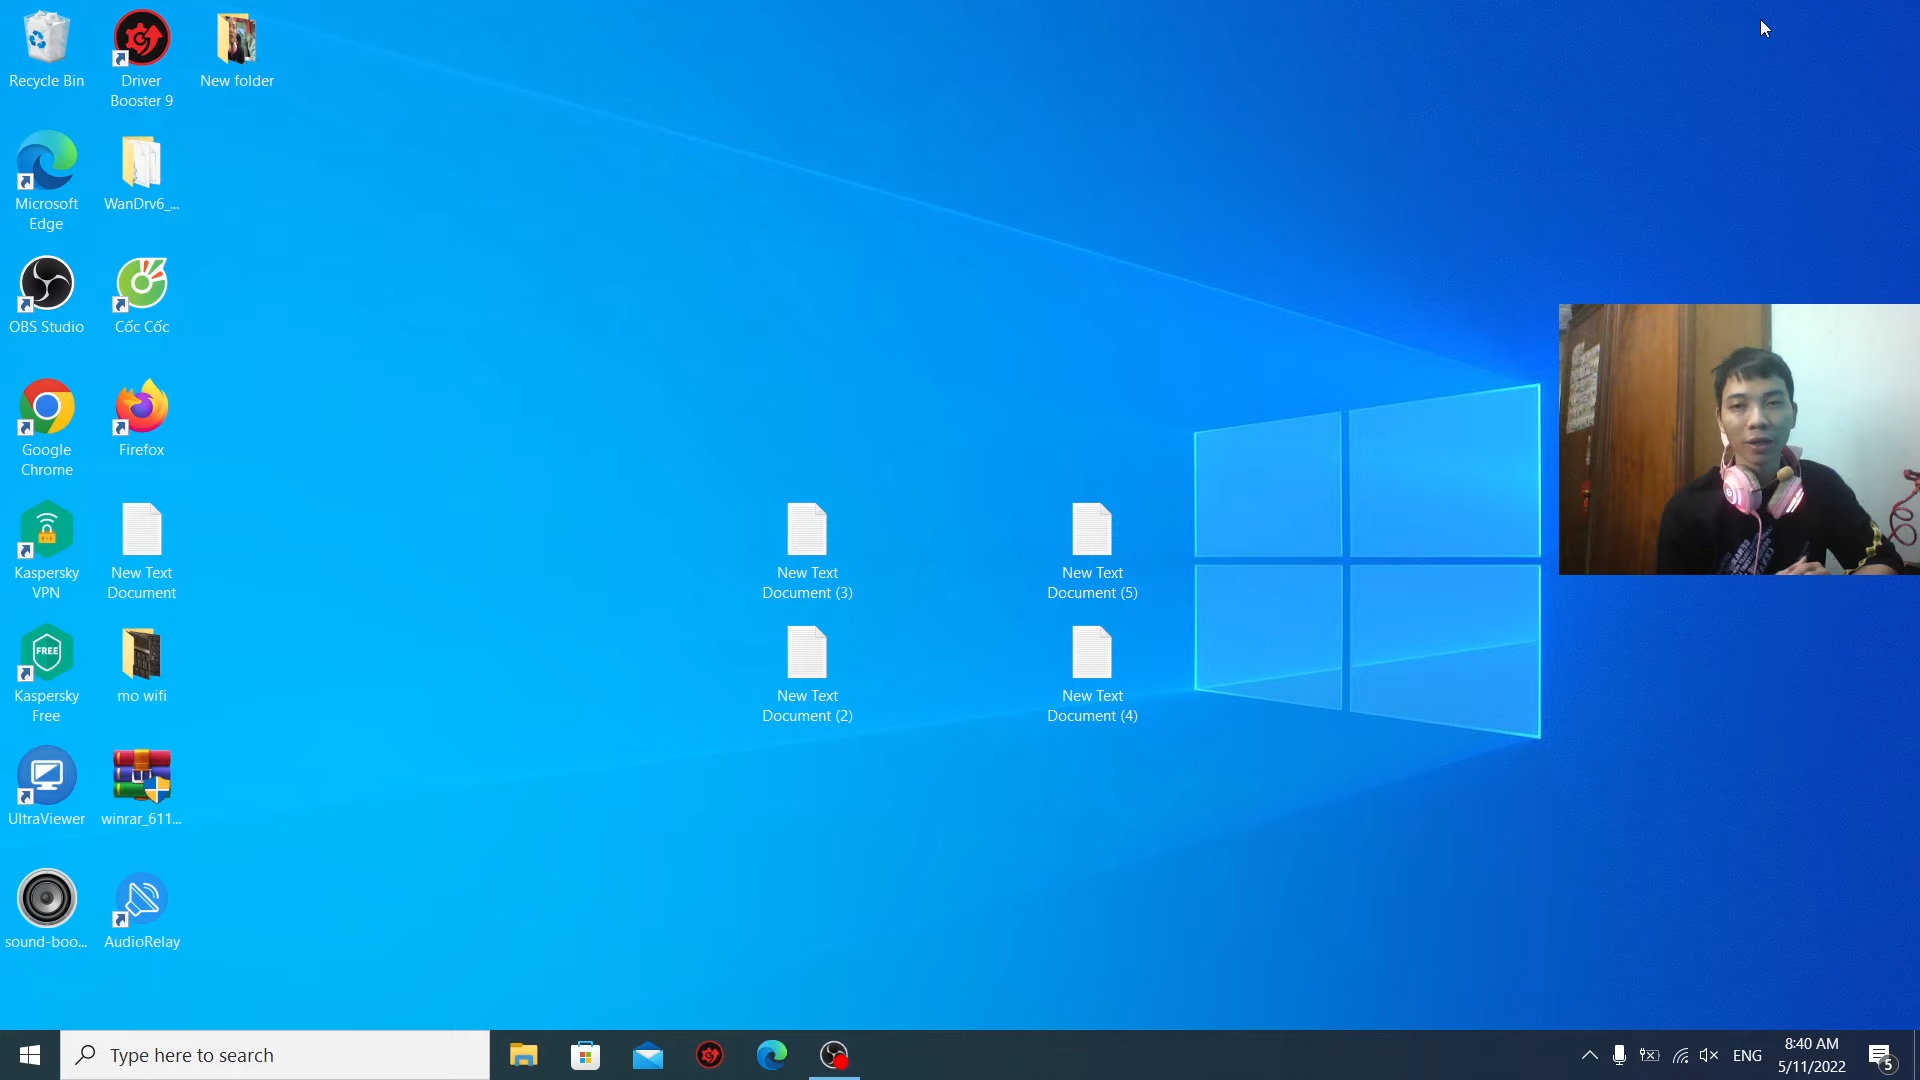 Recycle Bin
Driver
Booster 9
New folder
Microsoft
Edge
WanDrv6_...
OBS Studio
Cốc Cốc
Google
Chrome
Firefox
Kaspersky
VPN
New Text
Document
New Text
Document (3)
New Text
Document (5)
FREE
Kaspersky
Free
mo wifi
New Text
Document (2)
New Text
Document (4)
UltraViewer
winrar_611...
sound-boo...
AudioRelay
Type here to search
ENG
8:40 AM
5/11/2022
5